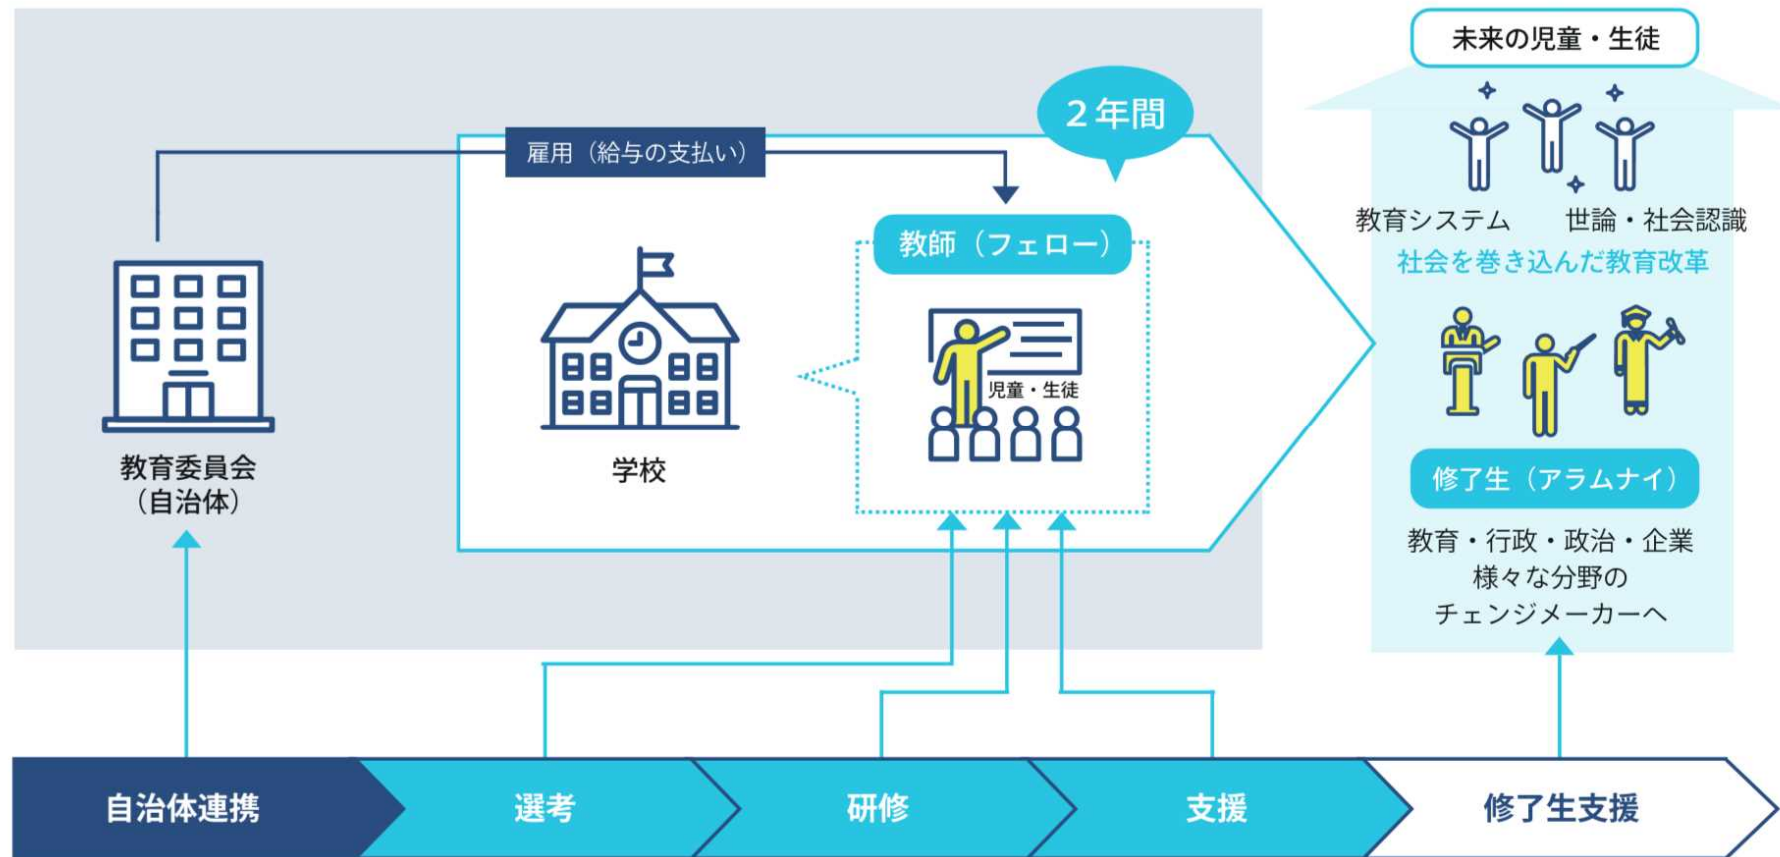 未来の児童・生徒
2年間
雇用（給与の支払い）
教師（フェロー）
児童・生徒
教育委員会
（自治体）
学校
教育システム
世論・社会認識
社会を巻き込んだ教育改革
修了生（アラムナイ）
教育・行政・政治・企業
様々な分野の
チェンジメーカーへ
自治体連携
選考
研修
支援
修了生支援